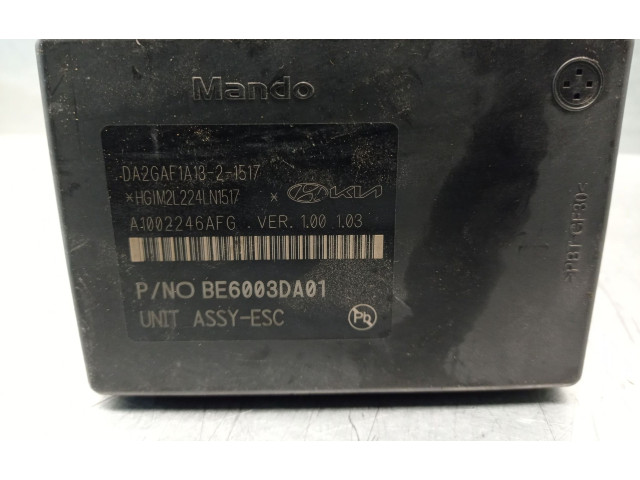 Mando
DA2GAF1A13-2-1517
*HGIM2L224LN1517 *
KIA
A1002246AFG . VER. 1.00 1.03
P/NO BE6003DA01
UNIT ASSY-ESC
Pb
>PBT GF30<